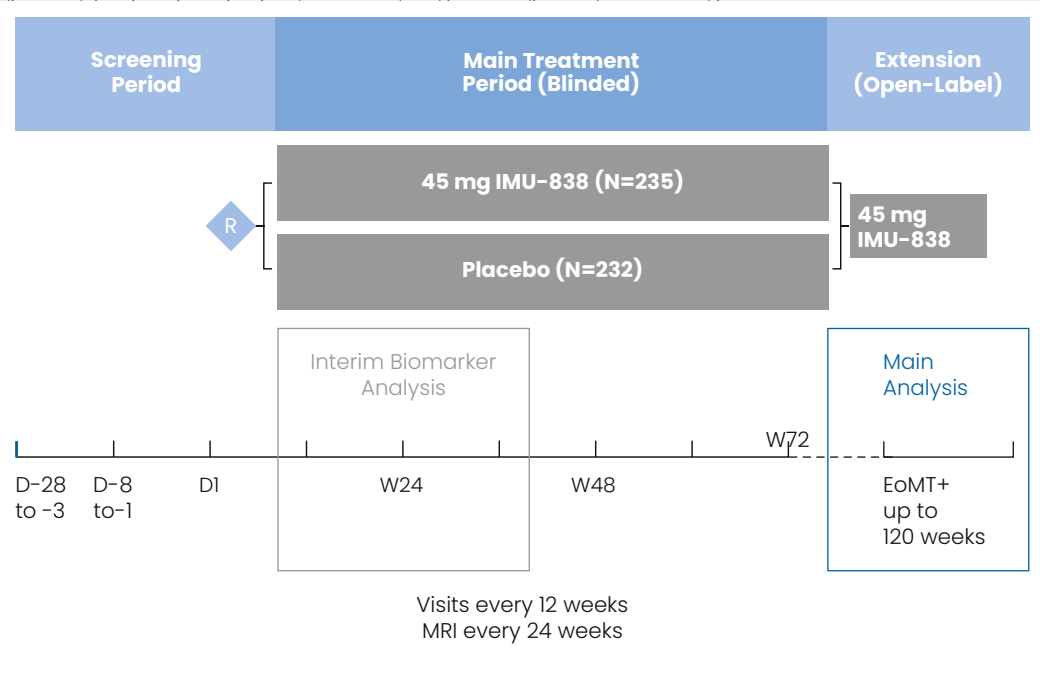 Screening
Period
Main Treatment
Period (Blinded)
Extension
(Open-Label)
45 mg IMU-838 (N=235)
R
45 mg
IMU-838
Placebo (N=232)
Interim Biomarker
Analysis
Main
Analysis
W72
D-28
to -3
D-8
to-1
D1
W24
W48
EoMT+
up to
120 weeks
Visits every 12 weeks
MRI every 24 weeks